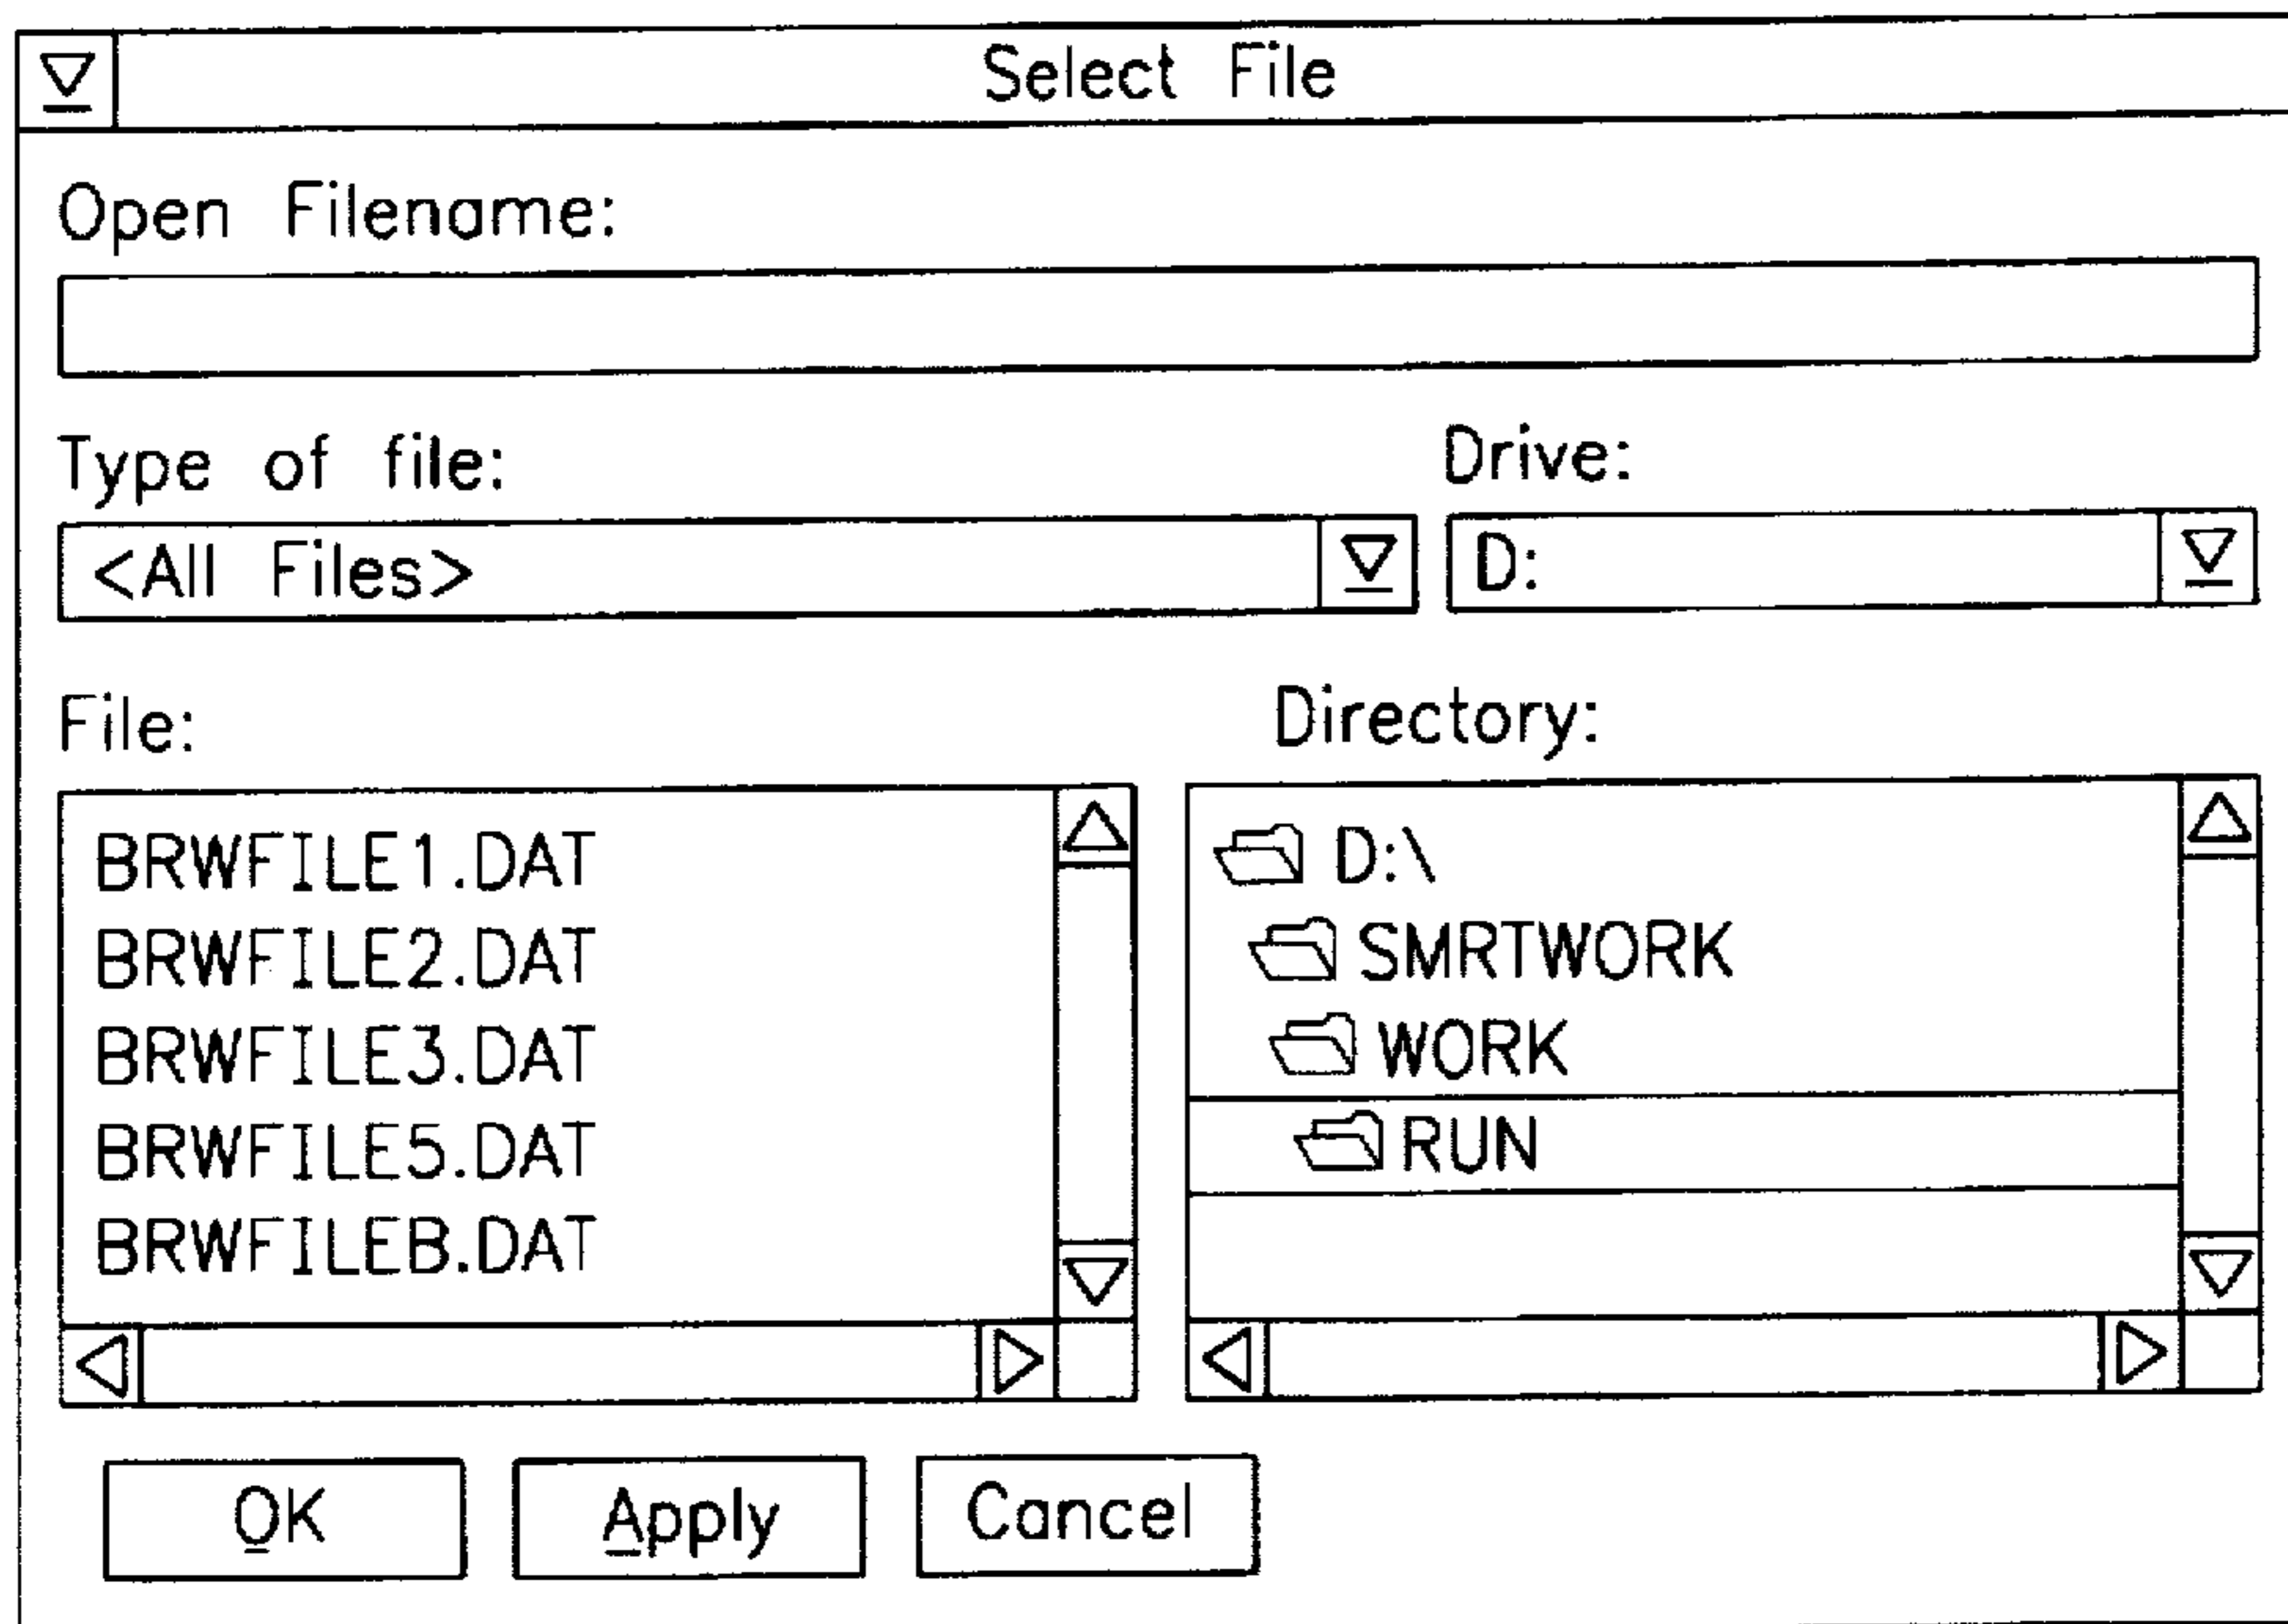 Select File
Open Filename:
Type of file:
Drive:
<All Files>
D:
File:
Directory:
BRWFILE1.DAT
BRWFILE2.DAT
BRWFILE3.DAT
BRWFILE5.DAT
BRWFILEB.DAT
D:\
SMRTWORK
WORK
RUN
OK
Apply
Cancel